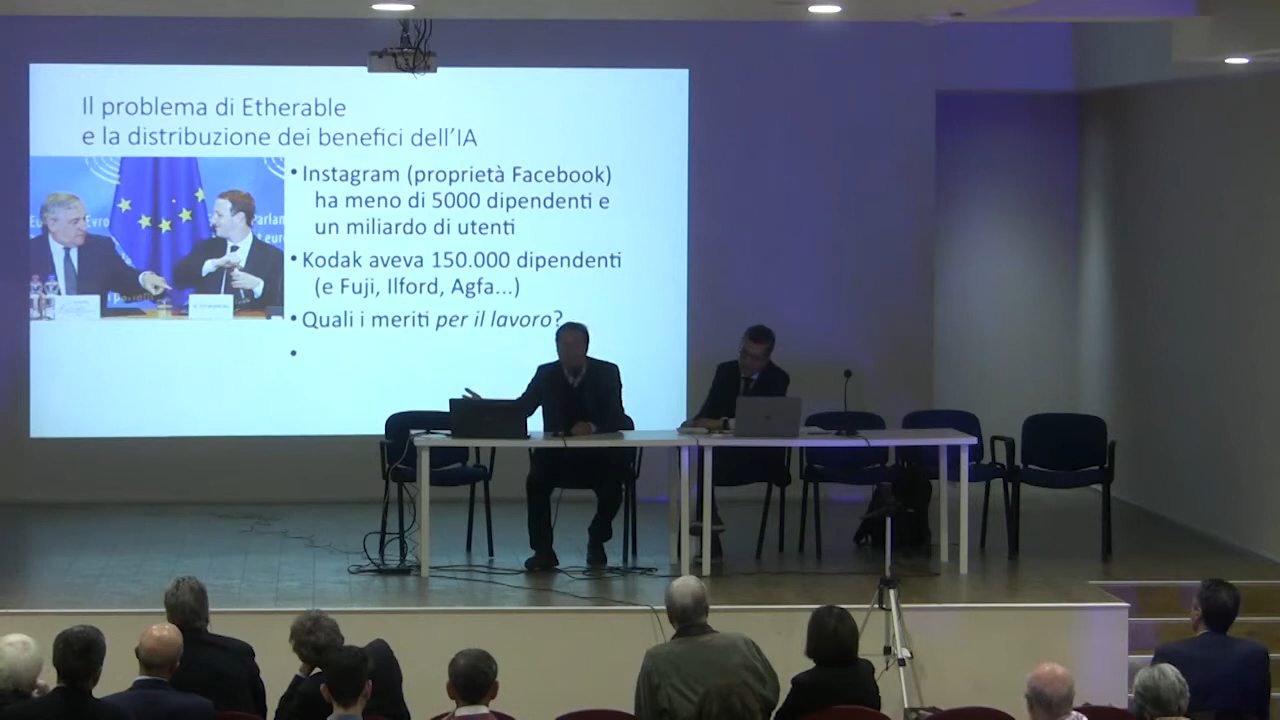 Il problema di Etherable
e la distribuzione dei benefici dell'IA
• Instagram (proprietà Facebook)
ha meno di 5000 dipendenti e
un miliardo di utenti
• Kodak aveva 150.000 dipendenti
(e Fuji, Ilford, Agfa...)
• Quali i meriti per il lavoro?
•